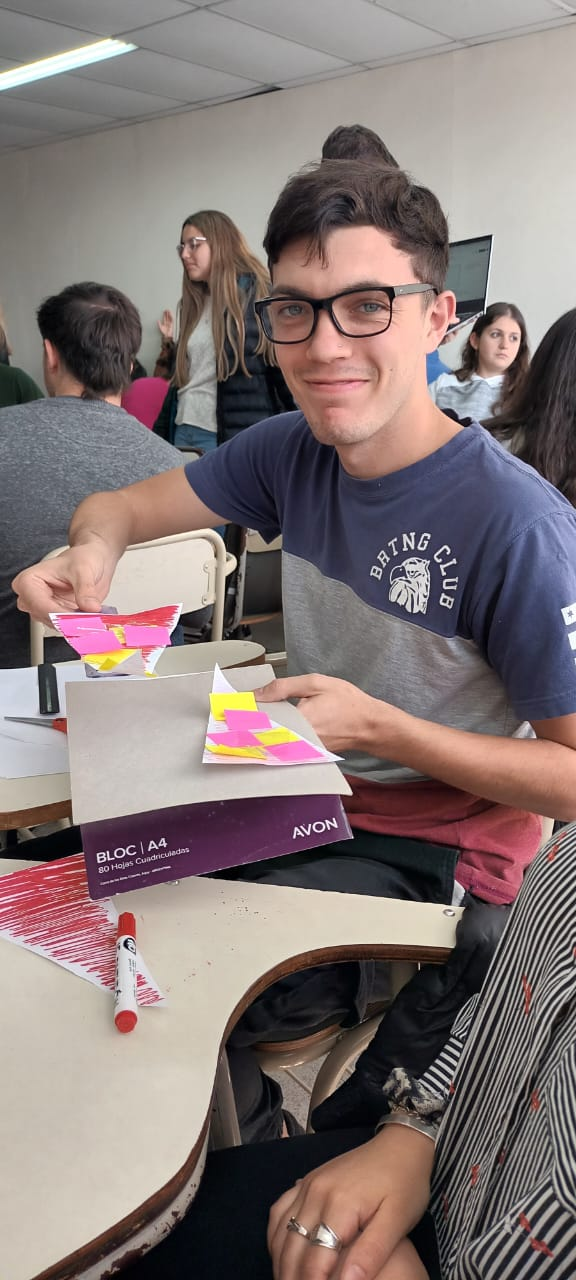 BRTNG CLUB
BLOC | A4
80 Hojas Cuadriculadas
AVON